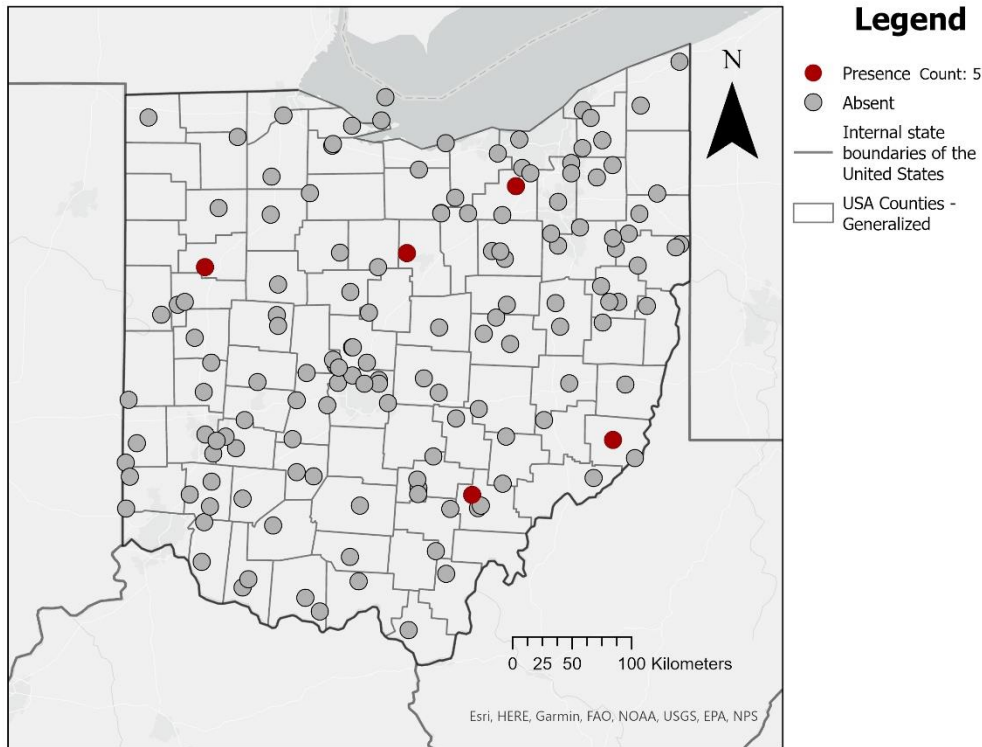 Legend
N
Presence Count: 5
Absent
Internal state
boundaries of the
United States
USA Counties -
Generalized
0 25 50 100 Kilometers
Esri, HERE, Garmin, FAO, NOAA, USGS, EPA, NPS